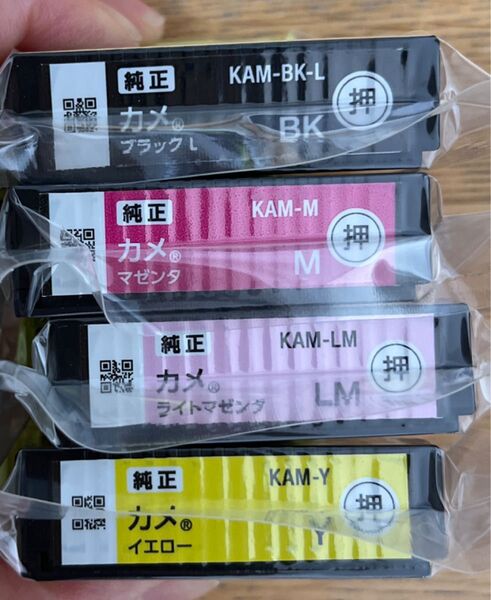 純正 KAM-BK-L
カメ® BK 押
ブラック L
純正 KAM-M
カメ® M 押
マゼンタ
純正 KAM-LM
カメ® LM 押
ライトマゼンタ
純正 KAM-Y
カメ® Y 押
イエロー